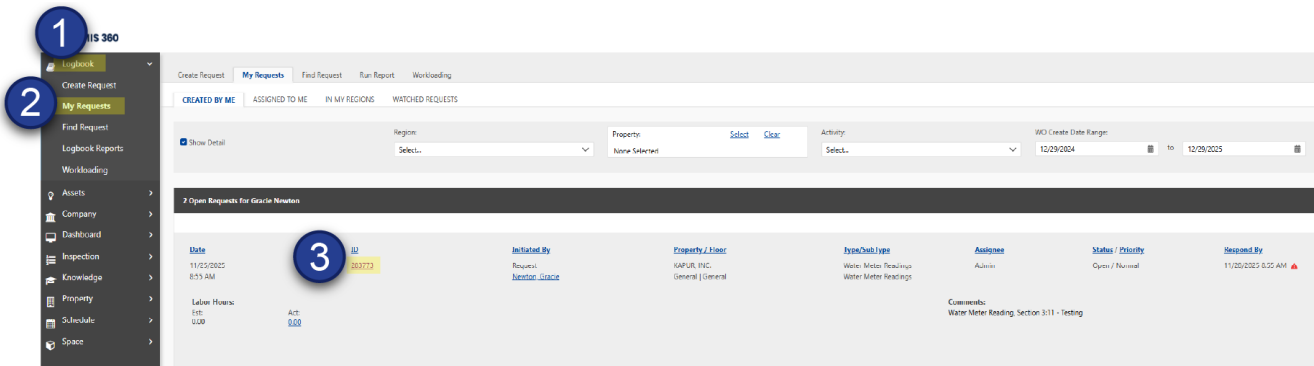 1
MIS 360
Logbook
Create Request
2
My Requests
Find Request
Logbook Reports
Workloading
Assets
Company
Dashboard
Inspection
Knowledge
Property
Schedule
Space
Create Request My Requests Find Request Run Report Workloading
CREATED BY ME ASSIGNED TO ME IN MY REGIONS WATCHED REQUESTS
Show Detail
Region:
Select...
Property: Select Clear
None Selected
Activity:
Select...
WO Create Date Range:
12/29/2024 to 12/29/2025
2 Open Requests for Gracie Newton
3
Date ID Initiated By Property / Floor Type/SubType Assignee Status / Priority Respond By
11/25/2025 203773 Request KAPUR, INC. Water Meter Readings Admin Open / Normal 11/28/2025 8:55 AM
8:55 AM Newton, Gracie General | General Water Meter Readings
Labor Hours: Comments:
Est: Act: Water Meter Reading, Section 3:11 - Testing
0.00 0.00